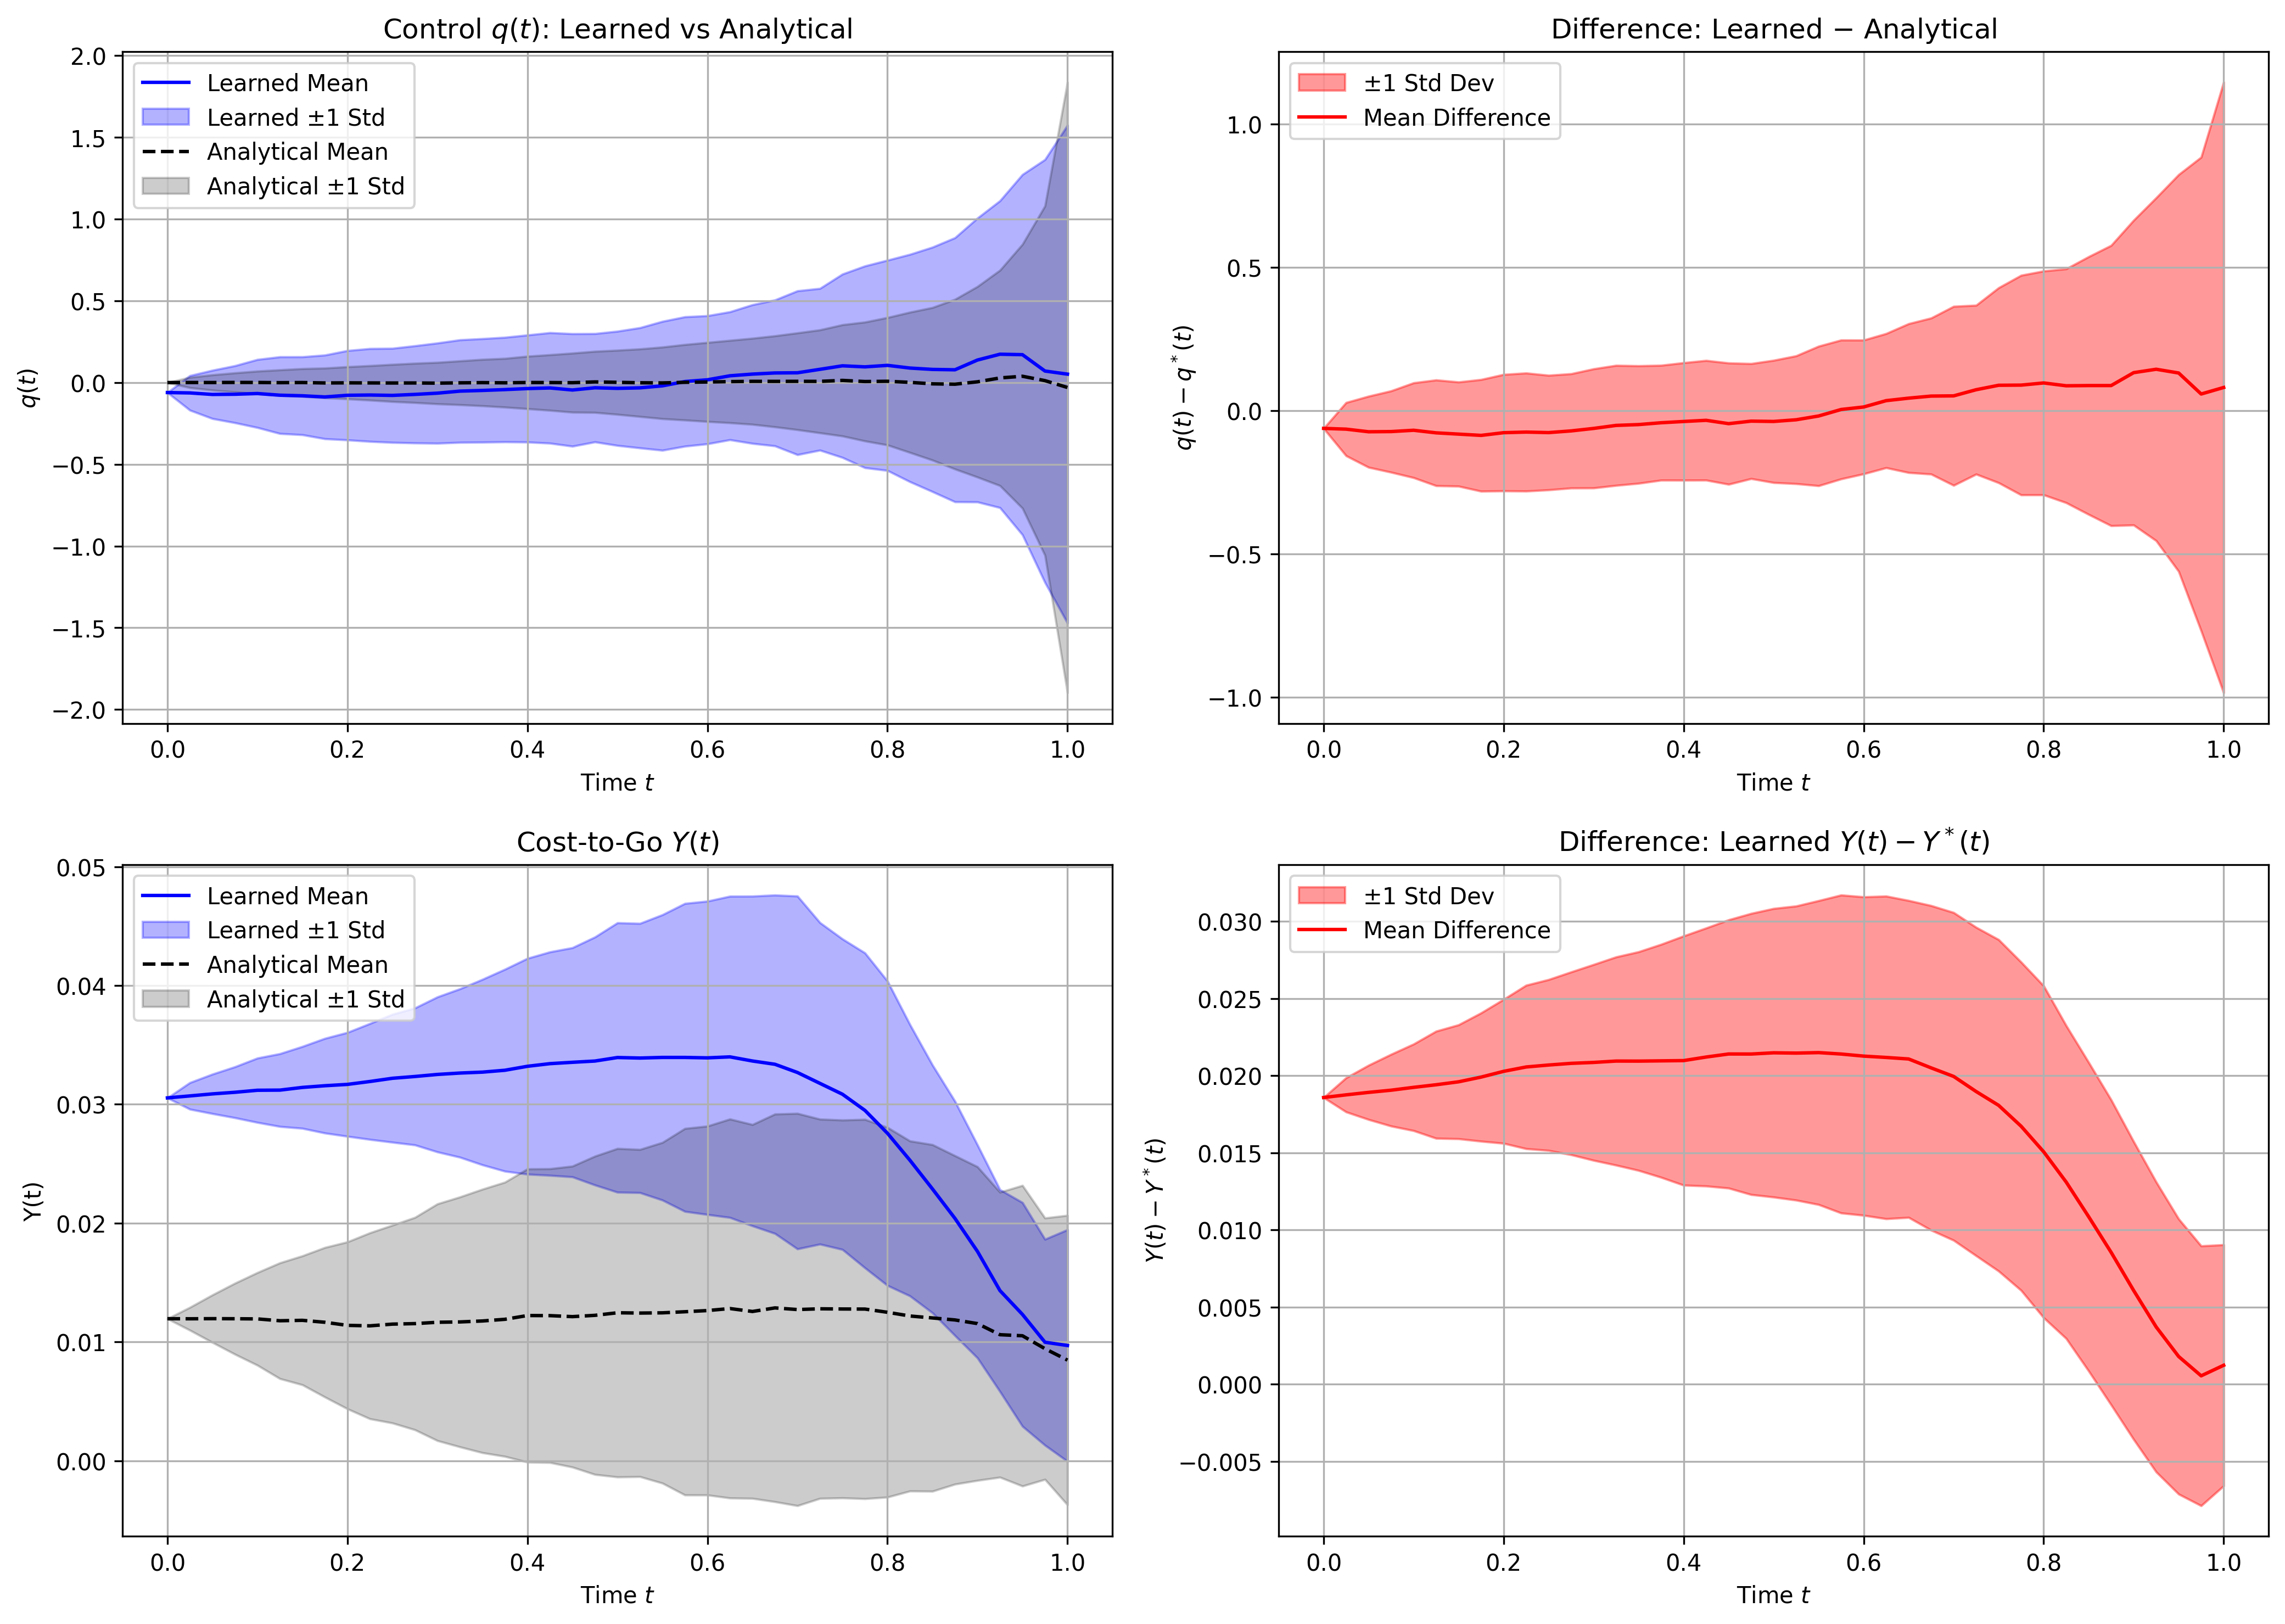 Control q(t): Learned vs Analytical
Learned Mean
Learned ±1 Std
Analytical Mean
Analytical ±1 Std
2.0
1.5
1.0
0.5
0.0
−0.5
−1.0
−1.5
−2.0
q(t)
0.0 0.2 0.4 0.6 0.8 1.0
Time t
Difference: Learned − Analytical
±1 Std Dev
Mean Difference
1.0
0.5
0.0
−0.5
−1.0
q(t) − q*(t)
0.0 0.2 0.4 0.6 0.8 1.0
Time t
Cost-to-Go Y(t)
Learned Mean
Learned ±1 Std
Analytical Mean
Analytical ±1 Std
0.05
0.04
0.03
0.02
0.01
0.00
Y(t)
0.0 0.2 0.4 0.6 0.8 1.0
Time t
Difference: Learned Y(t) − Y*(t)
±1 Std Dev
Mean Difference
0.030
0.025
0.020
0.015
0.010
0.005
0.000
−0.005
Y(t) − Y*(t)
0.0 0.2 0.4 0.6 0.8 1.0
Time t